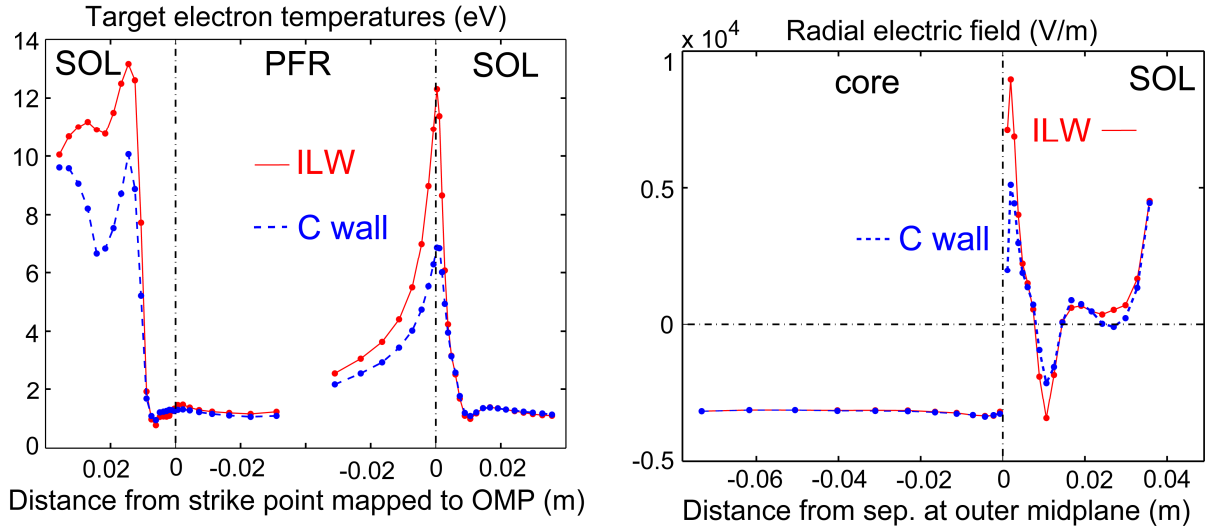 Target electron temperatures (eV)
14
12
10
8
6
4
2
0
SOL
PFR
SOL
ILW
C wall
0.02
0
-0.02
-0.02
0
0.02
Distance from strike point mapped to OMP (m)
Radial electric field (V/m)
x 10⁴
1
0.5
0
-0.5
core
SOL
ILW
C wall
-0.06
-0.04
-0.02
0
0.02
0.04
Distance from sep. at outer midplane (m)